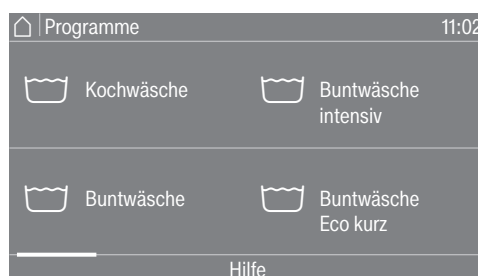 Programme 11:02
Kochwäsche
Buntwäsche
intensiv
Buntwäsche
Buntwäsche
Eco kurz
Hilfe